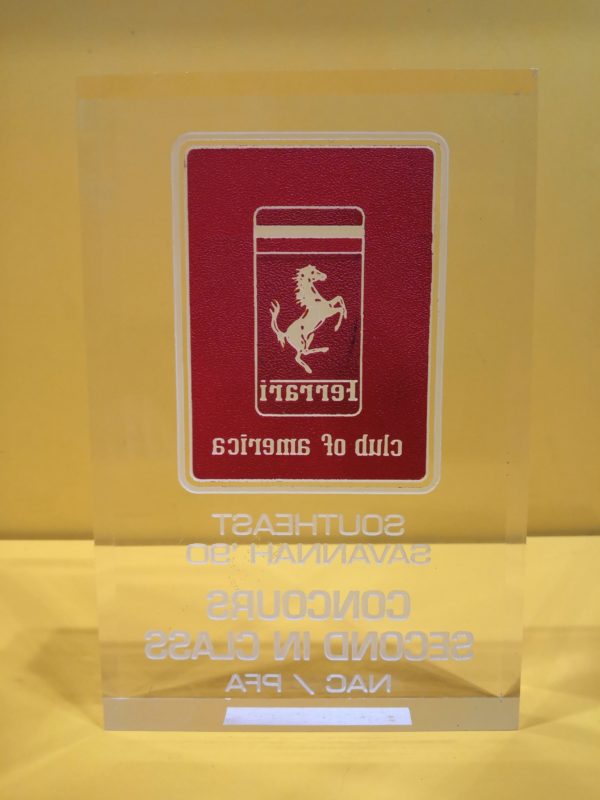 Ferrari
club of america
SOUTHEAST
SAVANNAH '90
CONCOURS
SECOND IN CLASS
NAC / PFA